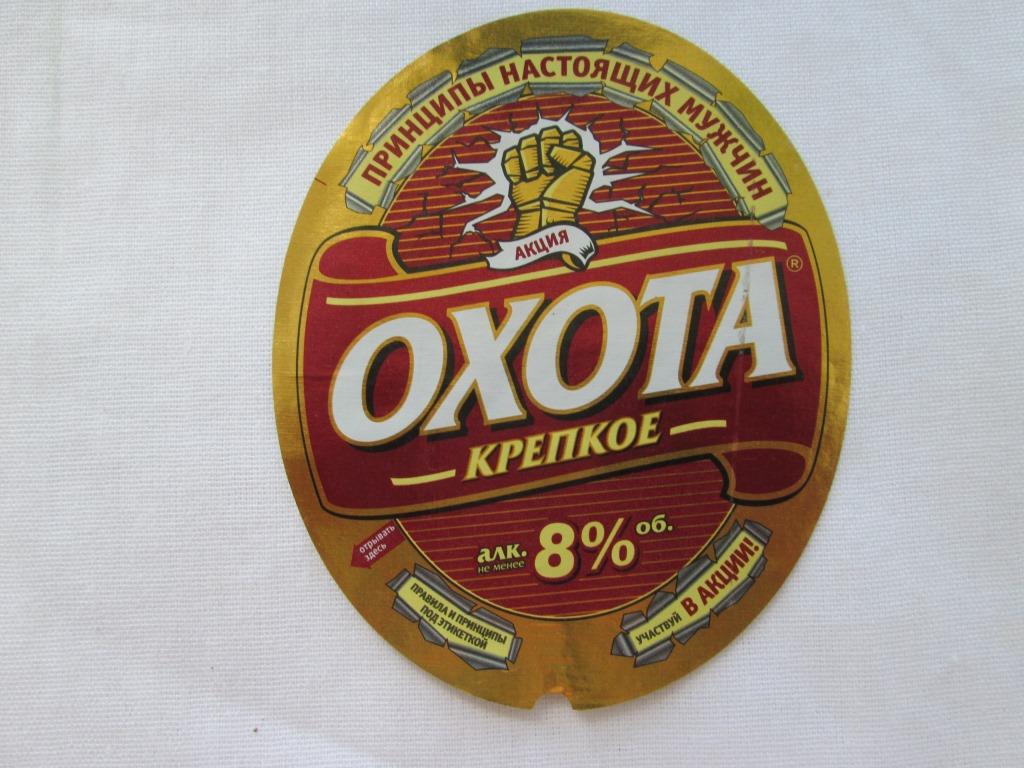 ПРИНЦИПЫ НАСТОЯЩИХ МУЖЧИН
АКЦИЯ
ОХОТА®
КРЕПКОЕ
алк. 8% об.
не менее
отрывать
здесь
ПРАВИЛА И ПРИНЦИПЫ
ПОД ЭТИКЕТКОЙ
УЧАСТВУЙ В АКЦИИ!